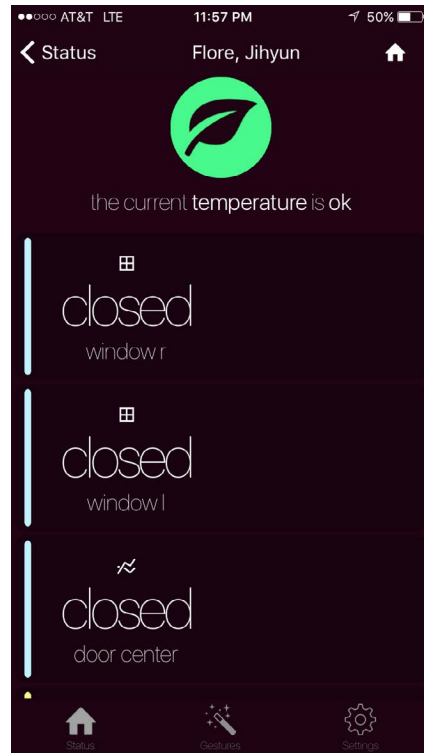 AT&T LTE 11:57 PM 50%
Status Flore, Jihyun
the current temperature is ok
closed
window r
closed
window l
closed
door center
Status Gestures Settings